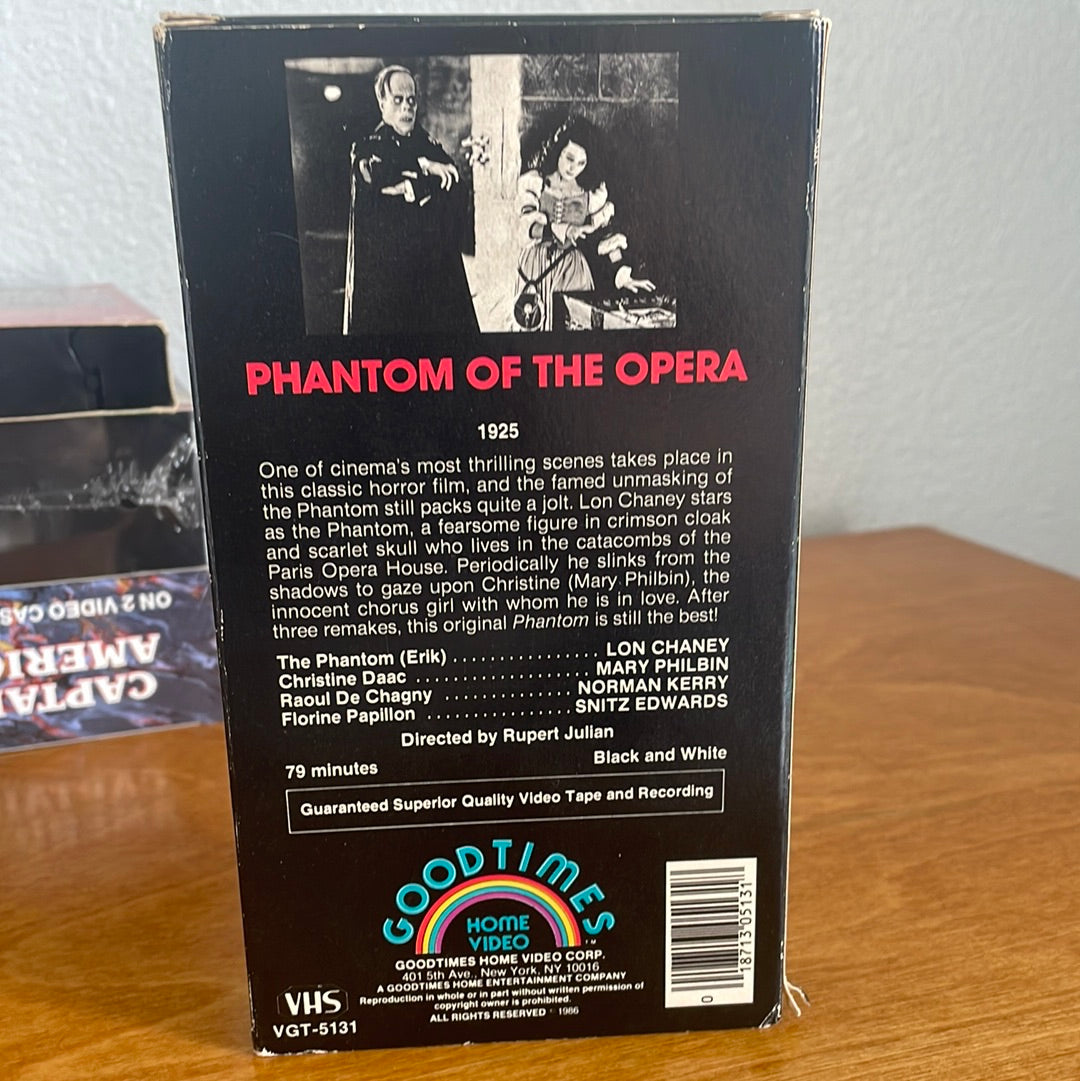 PHANTOM OF THE OPERA
1925
One of cinema's most thrilling scenes takes place in
this classic horror film, and the famed unmasking of
the Phantom still packs quite a jolt. Lon Chaney stars
as the Phantom, a fearsome figure in crimson cloak
and scarlet skull who lives in the catacombs of the
Paris Opera House. Periodically he slinks from the
shadows to gaze upon Christine (Mary Philbin), the
innocent chorus girl with whom he is in love. After
three remakes, this original Phantom is still the best!
The Phantom (Erik) ................ LON CHANEY
Christine Daac ................... MARY PHILBIN
Raoul De Chagny .............. NORMAN KERRY
Florine Papillon ................ SNITZ EDWARDS
Directed by Rupert Julian
79 minutes Black and White
Guaranteed Superior Quality Video Tape and Recording
GOODTIMES
HOME
VIDEO
TM
GOODTIMES HOME VIDEO CORP.
401 5th Ave., New York, NY 10016
A GOODTIMES HOME ENTERTAINMENT COMPANY
Reproduction in whole or in part without written permission of
copyright owner is prohibited.
ALL RIGHTS RESERVED © 1986
VHS
VGT-5131
0 18713 05131
ON 2 VIDEO CAS
AMERIC
CAPTA